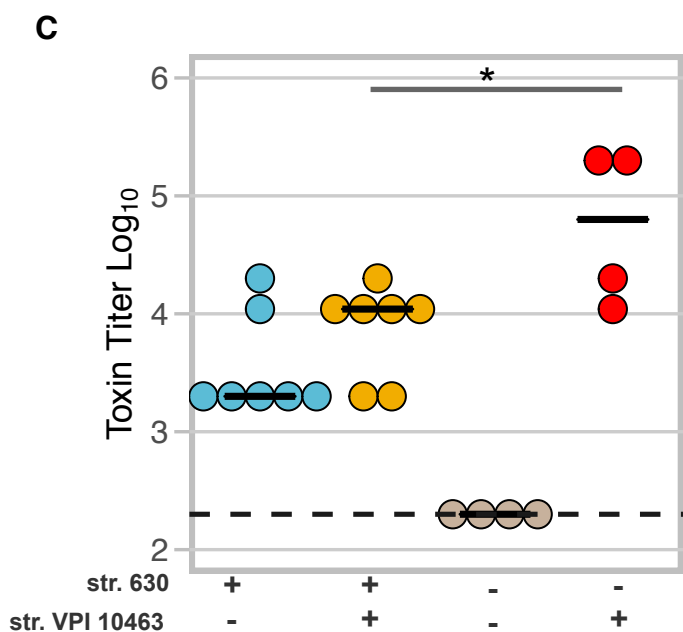 C
*
6
5
4
3
2
Toxin Titer Log10
str. 630 + + - -
str. VPI 10463 - + - +